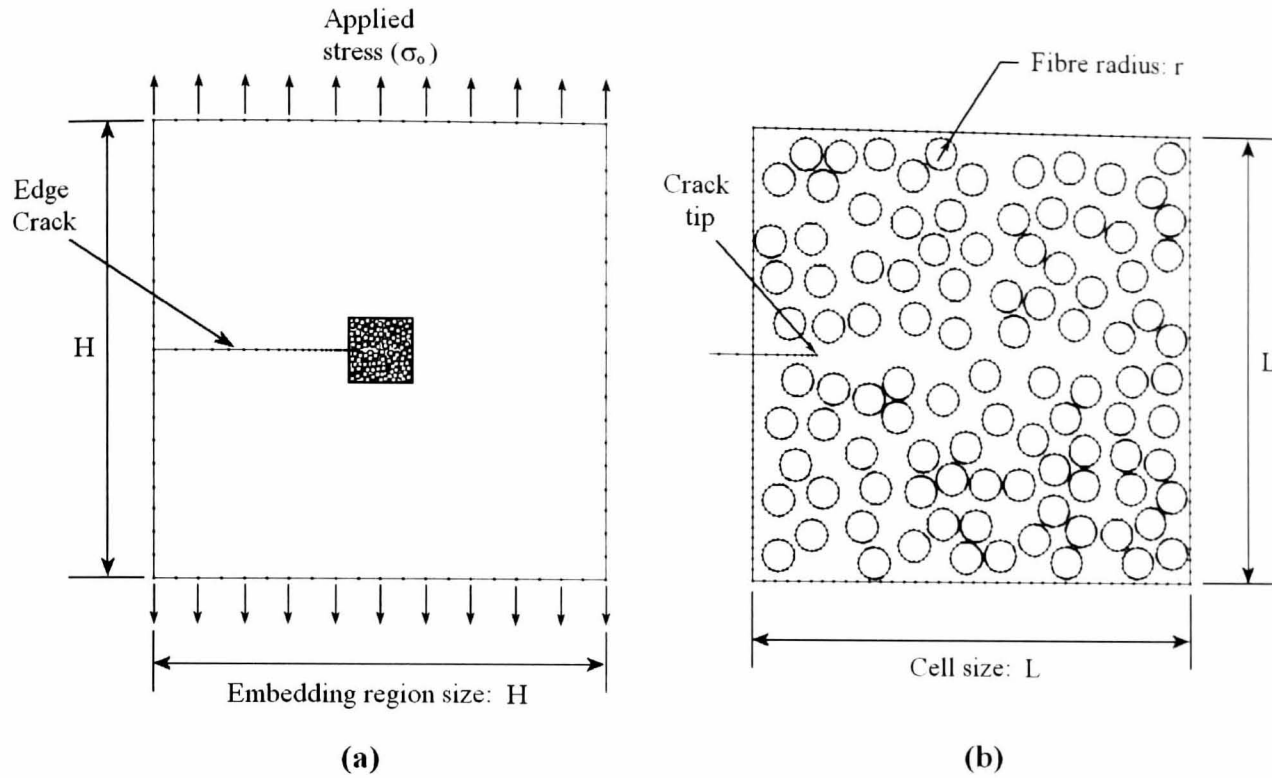 Applied
stress (σₒ)
Edge
Crack
H
Embedding region size: H
(a)
Fibre radius: r
Crack
tip
L
Cell size: L
(b)